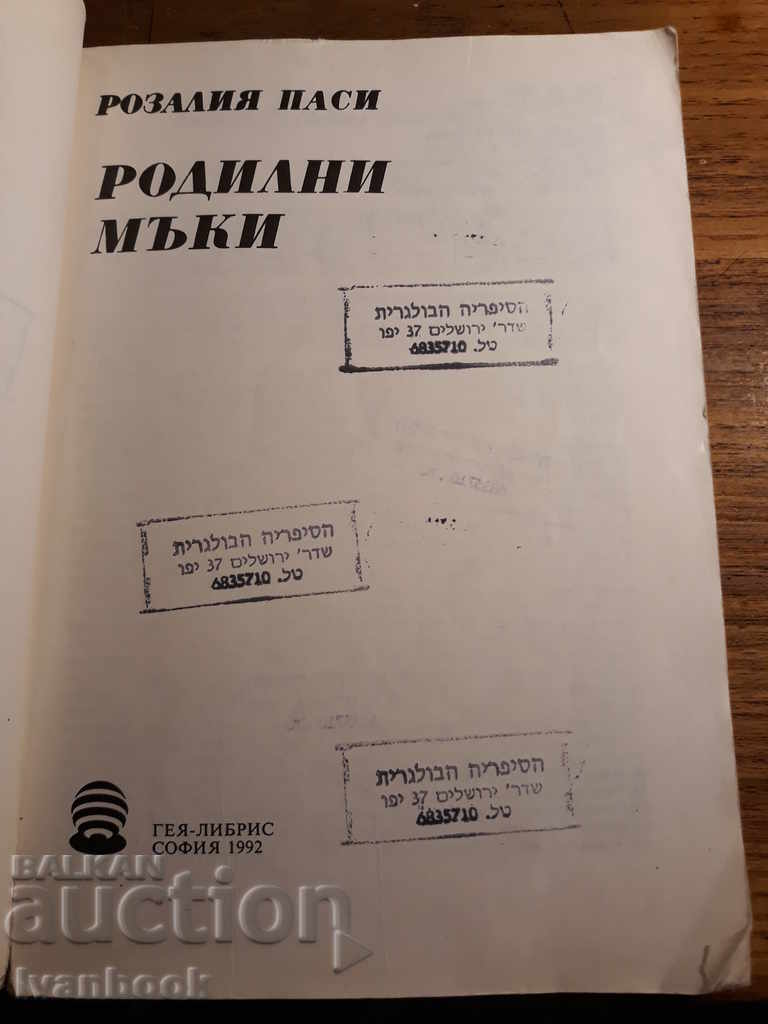 РОЗАЛИЯ ПАСИ
РОДИЛНИ
МЪКИ
הסיפריה הבולגרית
שדר' ירושלים 37 יפו
טל. 6835710
הסיפריה הבולגרית
שדר' ירושלים 37 יפו
טל. 6835710
הסיפריה הבולגרית
שדר' ירושלים 37 יפו
טל. 6835710
ГЕЯ-ЛИБРИС
СОФИЯ 1992
BALKAN
auction
Ivanbook